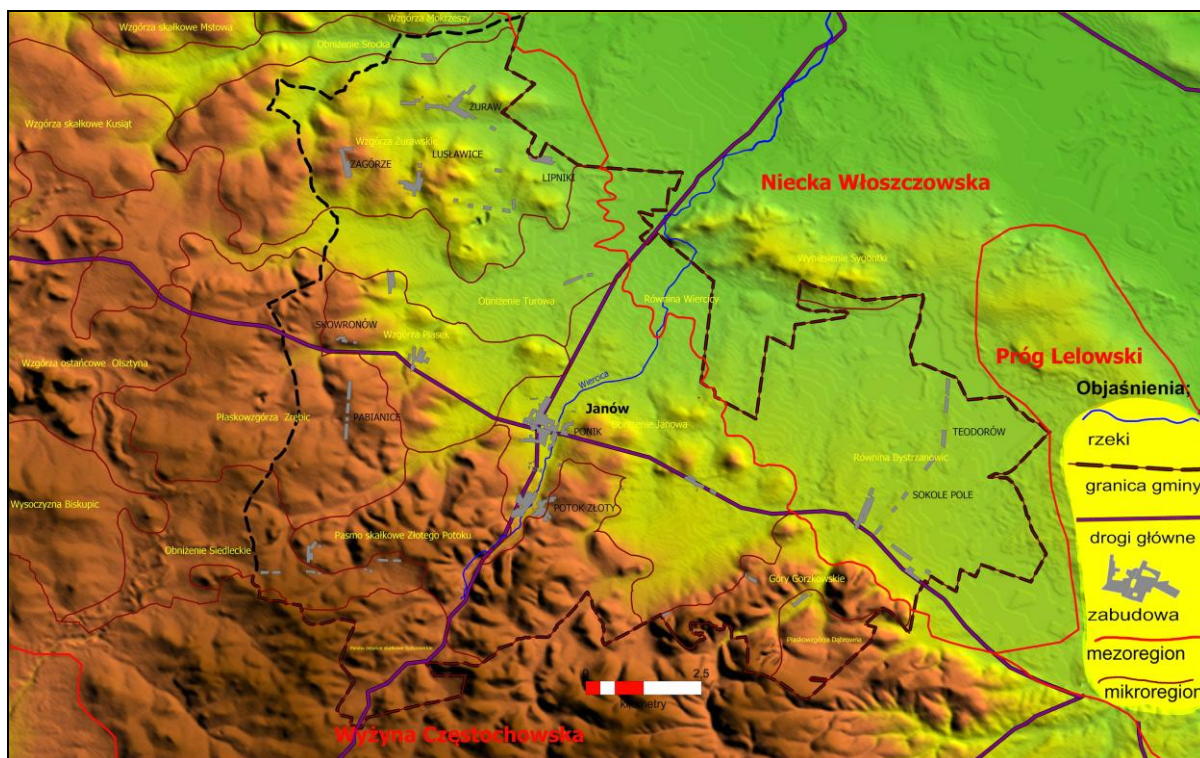 Wzgórza skałkowe Mstowa
Wzgórza Mokrzeszy
Obniżenie Srocka
ŻURAW
Wzgórza skałkowe Kusiąt
Wzgórza Żurawskie
LUSŁAWICE
ZAGÓRZE
LIPNIKI
Niecka Włoszczowska
Wyniesienie Sygontki
Obniżenie Turowa
Równina Wiercicy
SKOWRONÓW
Wzgórza Piasek
Wzgórza ostańcowe Olsztyna
Próg Lelowski
Wiercica
Objaśnienia:
Płaskowzgórza Zrębic
PABIANICE
Janów
PONIK
Obniżenie Janowa
TEODORÓW
rzeki
Równina Bystrzanowic
granica gminy
Wysoczyzna Biskupic
SOKOLE POLE
POTOK ZŁOTY
Pasmo skałkowe Złotego Potoku
drogi główne
Obniżenie Siedleckie
Góry Gorzkowskie
zabudowa
Płaskowzgórza Dąbrowna
mezoregion
0 2.5
kilometry
mikroregion
Wyżyna Częstochowska